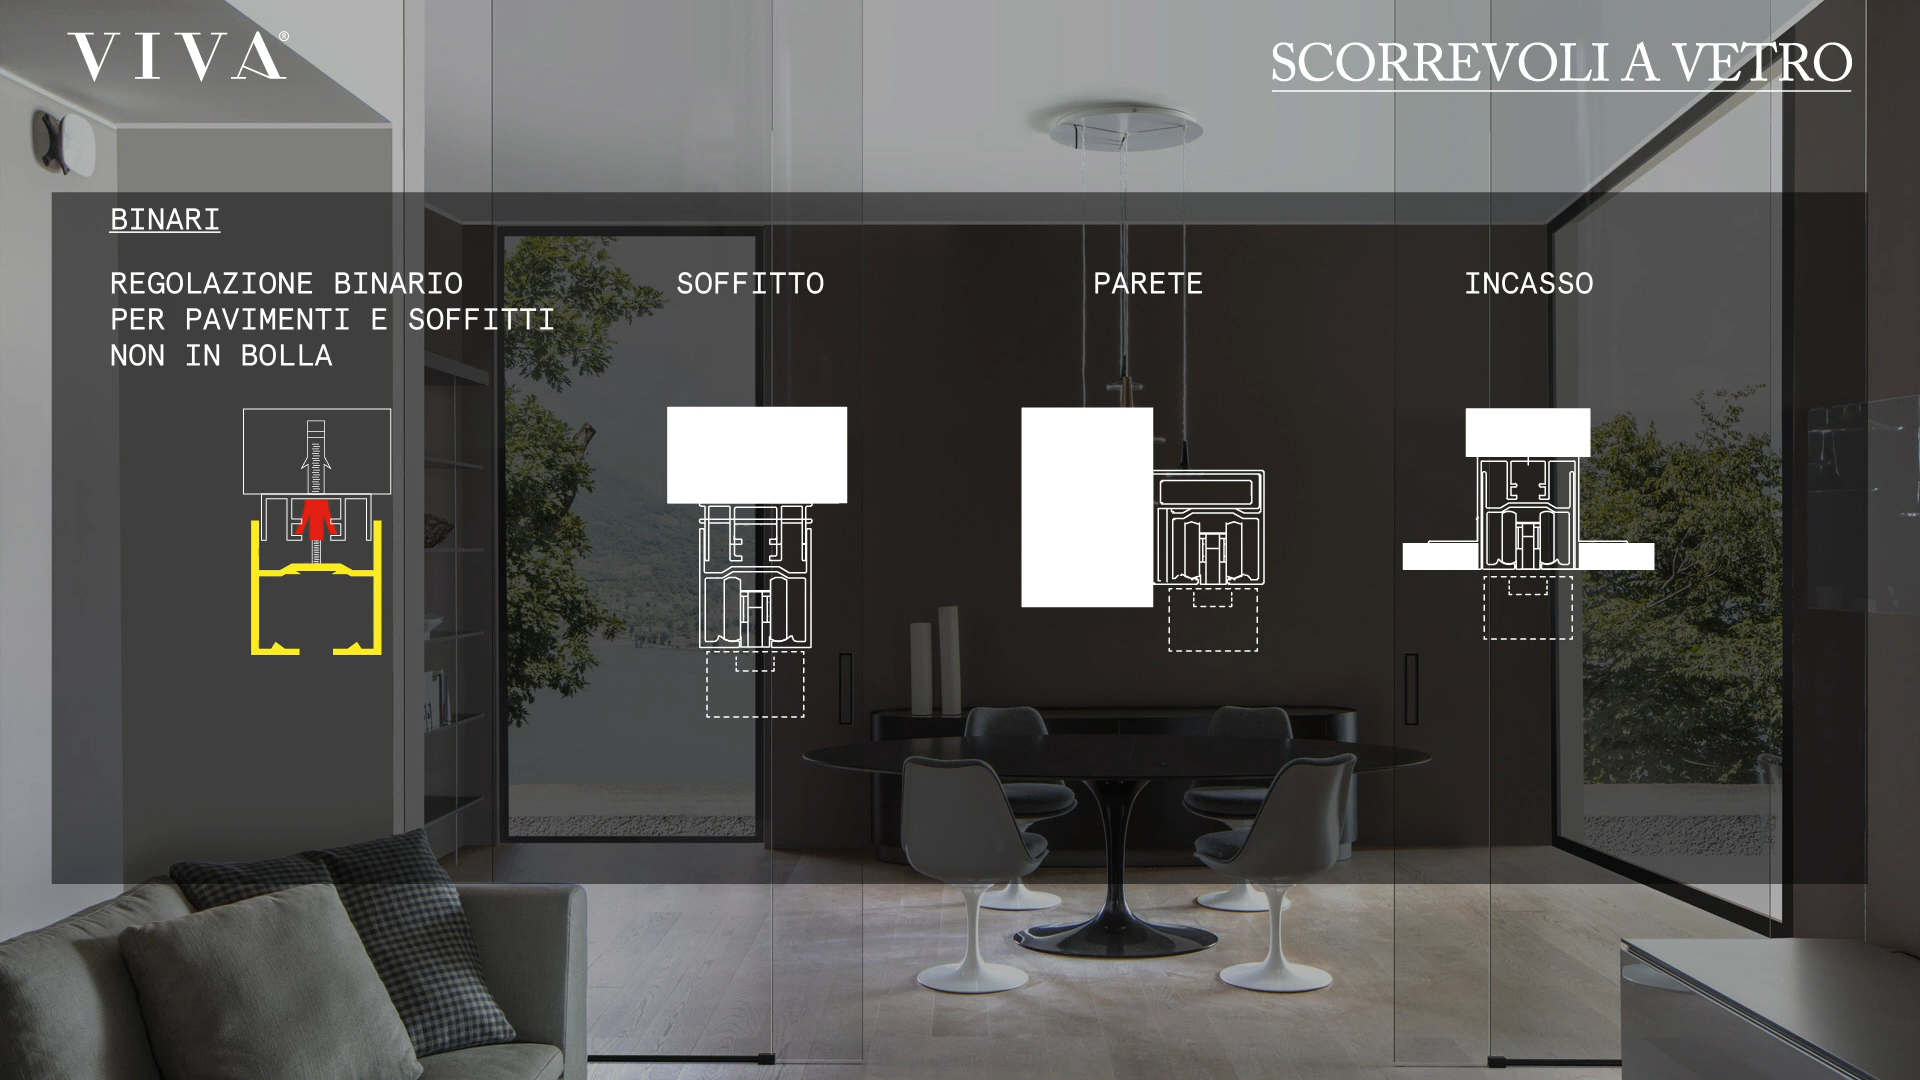 VIVA®
SCORREVOLI A VETRO
BINARI
REGOLAZIONE BINARIO
PER PAVIMENTI E SOFFITTI
NON IN BOLLA
SOFFITTO
PARETE
INCASSO